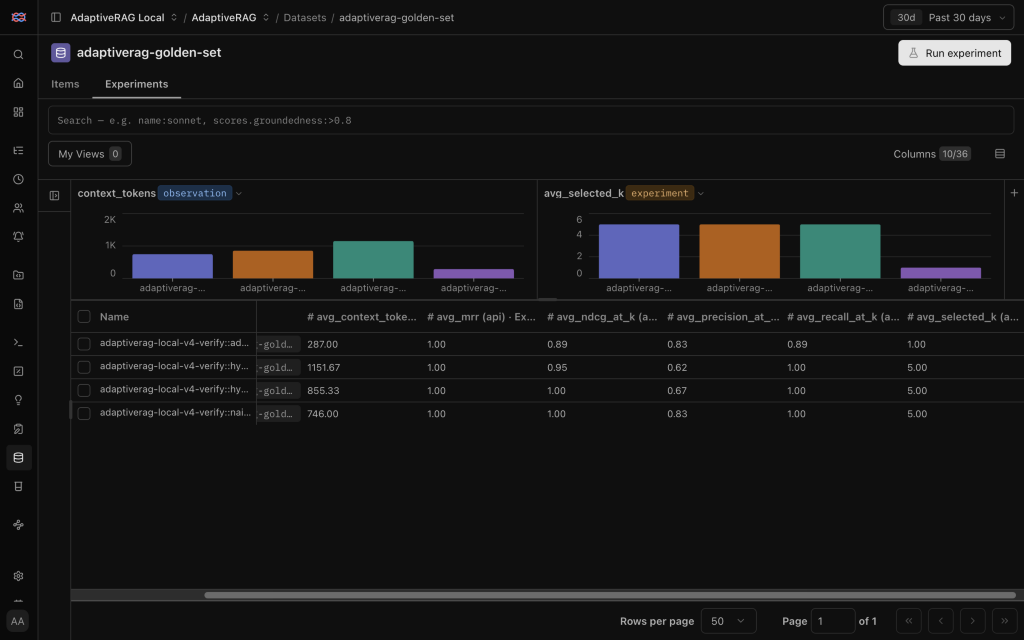 AdaptiveRAG Local / AdaptiveRAG / Datasets / adaptiverag-golden-set
30d Past 30 days
adaptiverag-golden-set
Run experiment
Items Experiments
Search — e.g. name:sonnet, scores.groundedness:>0.8
My Views 0
Columns 10/36
context_tokens observation
2K
1K
0
adaptiverag-... adaptiverag-... adaptiverag-... adaptiverag-...
avg_selected_k experiment
6
4
2
0
adaptiverag-... adaptiverag-... adaptiverag-... adaptiverag-...
Name # avg_context_toke... # avg_mrr (api) · Ex... # avg_ndcg_at_k (a... # avg_precision_at_... # avg_recall_at_k (a... # avg_selected_k (a...
adaptiverag-local-v4-verify::ad... -gold… 287.00 1.00 0.89 0.83 0.89 1.00
adaptiverag-local-v4-verify::hy... -gold… 1151.67 1.00 0.95 0.62 1.00 5.00
adaptiverag-local-v4-verify::hy... -gold… 855.33 1.00 1.00 0.67 1.00 5.00
adaptiverag-local-v4-verify::nai... -gold… 746.00 1.00 1.00 0.83 1.00 5.00
Rows per page 50 Page 1 of 1
AA